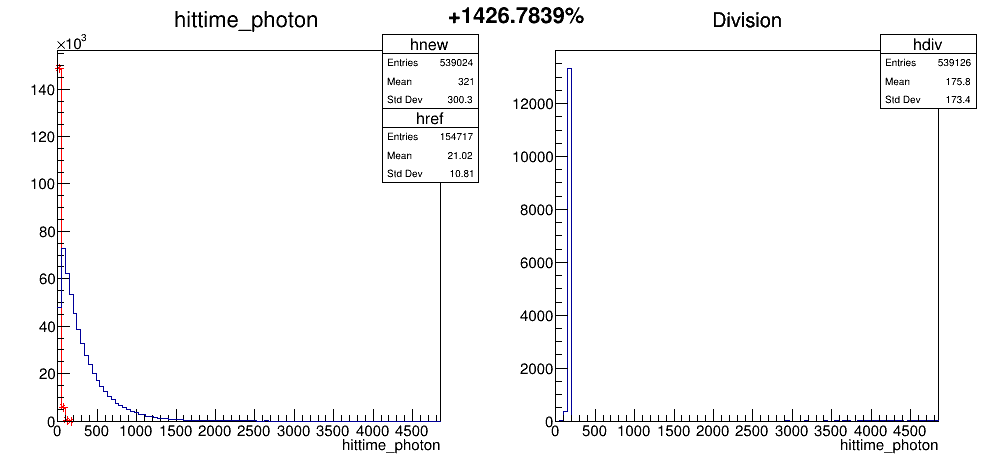 +1426.7839%
hittime_photon
×10³
hnew
Entries 539024
Mean 321
Std Dev 300.3
href
Entries 154717
Mean 21.02
Std Dev 10.81
140
120
100
80
60
40
20
0
0 500 1000 1500 2000 2500 3000 3500 4000 4500
hittime_photon
Division
hdiv
Entries 539126
Mean 175.8
Std Dev 173.4
12000
10000
8000
6000
4000
2000
0
0 500 1000 1500 2000 2500 3000 3500 4000 4500
hittime_photon